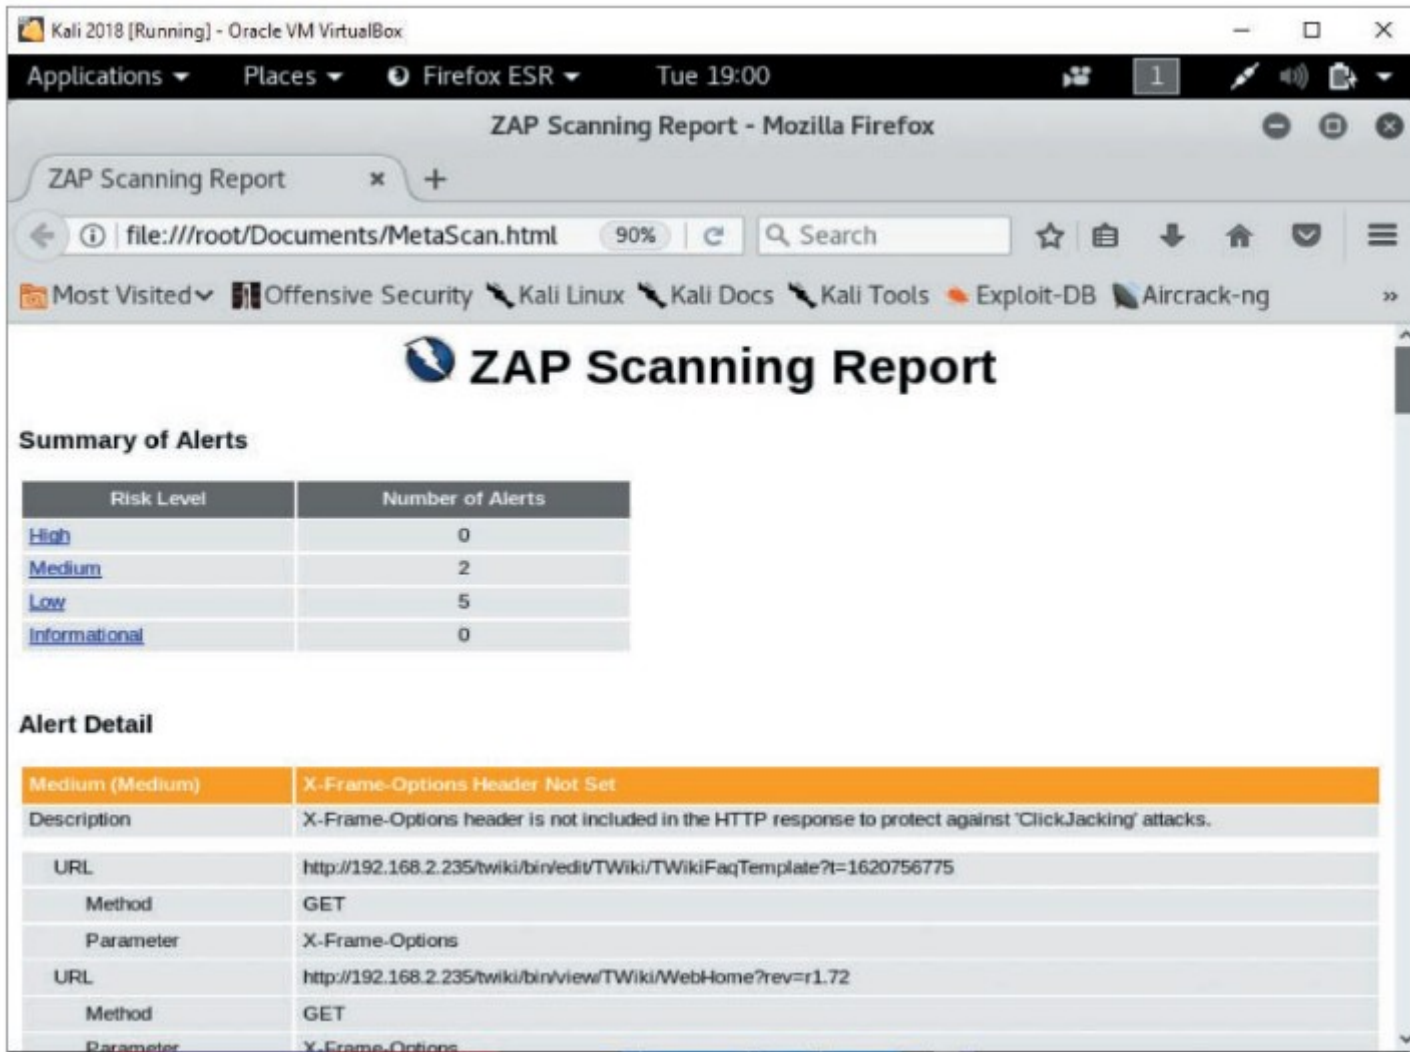 Kali 2018 [Running] - Oracle VM VirtualBox
Applications Places Firefox ESR Tue 19:00 1
ZAP Scanning Report - Mozilla Firefox
ZAP Scanning Report
file:///root/Documents/MetaScan.html 90% Search
Most Visited Offensive Security Kali Linux Kali Docs Kali Tools Exploit-DB Aircrack-ng »
ZAP Scanning Report
Summary of Alerts
Risk Level Number of Alerts
High 0
Medium 2
Low 5
Informational 0
Alert Detail
Medium (Medium) X-Frame-Options Header Not Set
Description X-Frame-Options header is not included in the HTTP response to protect against 'ClickJacking' attacks.
URL http://192.168.2.235/twiki/bin/edit/TWiki/TWikiFaqTemplate?t=1620756775
Method GET
Parameter X-Frame-Options
URL http://192.168.2.235/twiki/bin/view/TWiki/WebHome?rev=r1.72
Method GET
Parameter X-Frame-Options